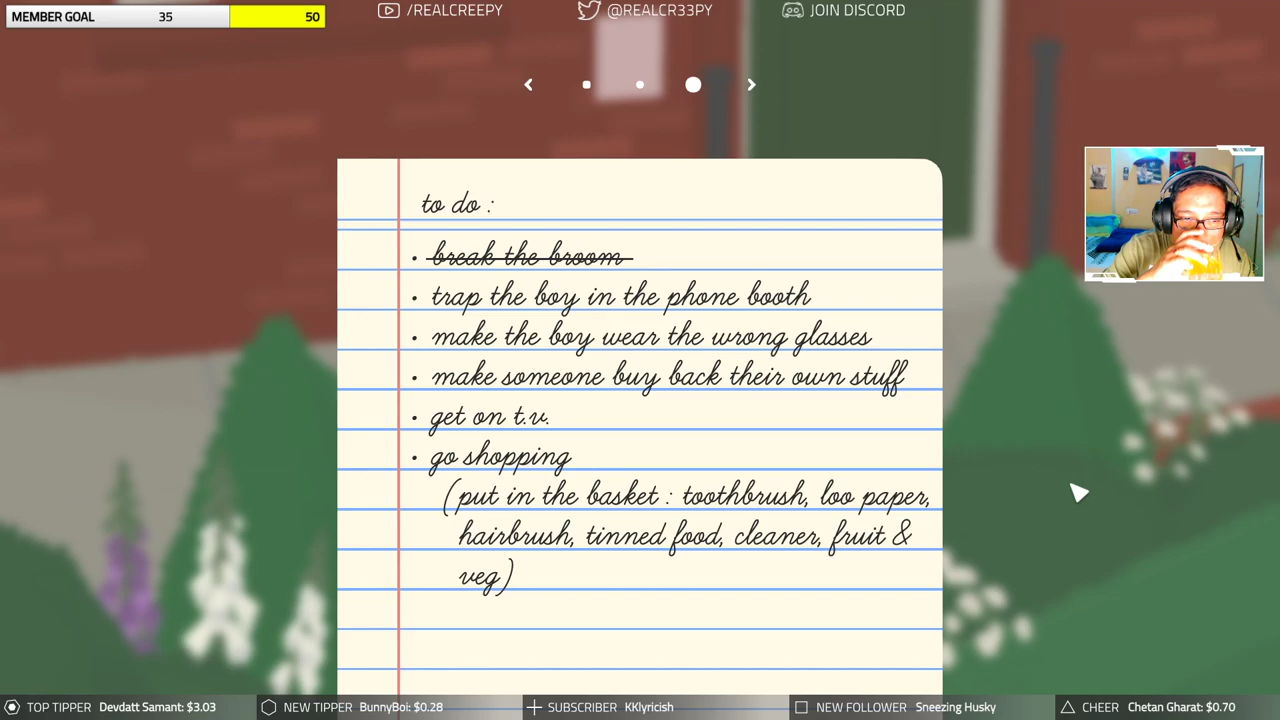 MEMBER GOAL 35 50
/REALCREEPY @REALCR33PY JOIN DISCORD
to do :
• break the broom
• trap the boy in the phone booth
• make the boy wear the wrong glasses
• make someone buy back their own stuff
• get on t.v.
• go shopping
(put in the basket : toothbrush, loo paper,
hairbrush, tinned food, cleaner, fruit &
veg)
TOP TIPPER Devdatt Samant: $3.03 NEW TIPPER BunnyBoi: $0.28 SUBSCRIBER KKlyricish NEW FOLLOWER Sneezing Husky CHEER Chetan Gharat: $0.70